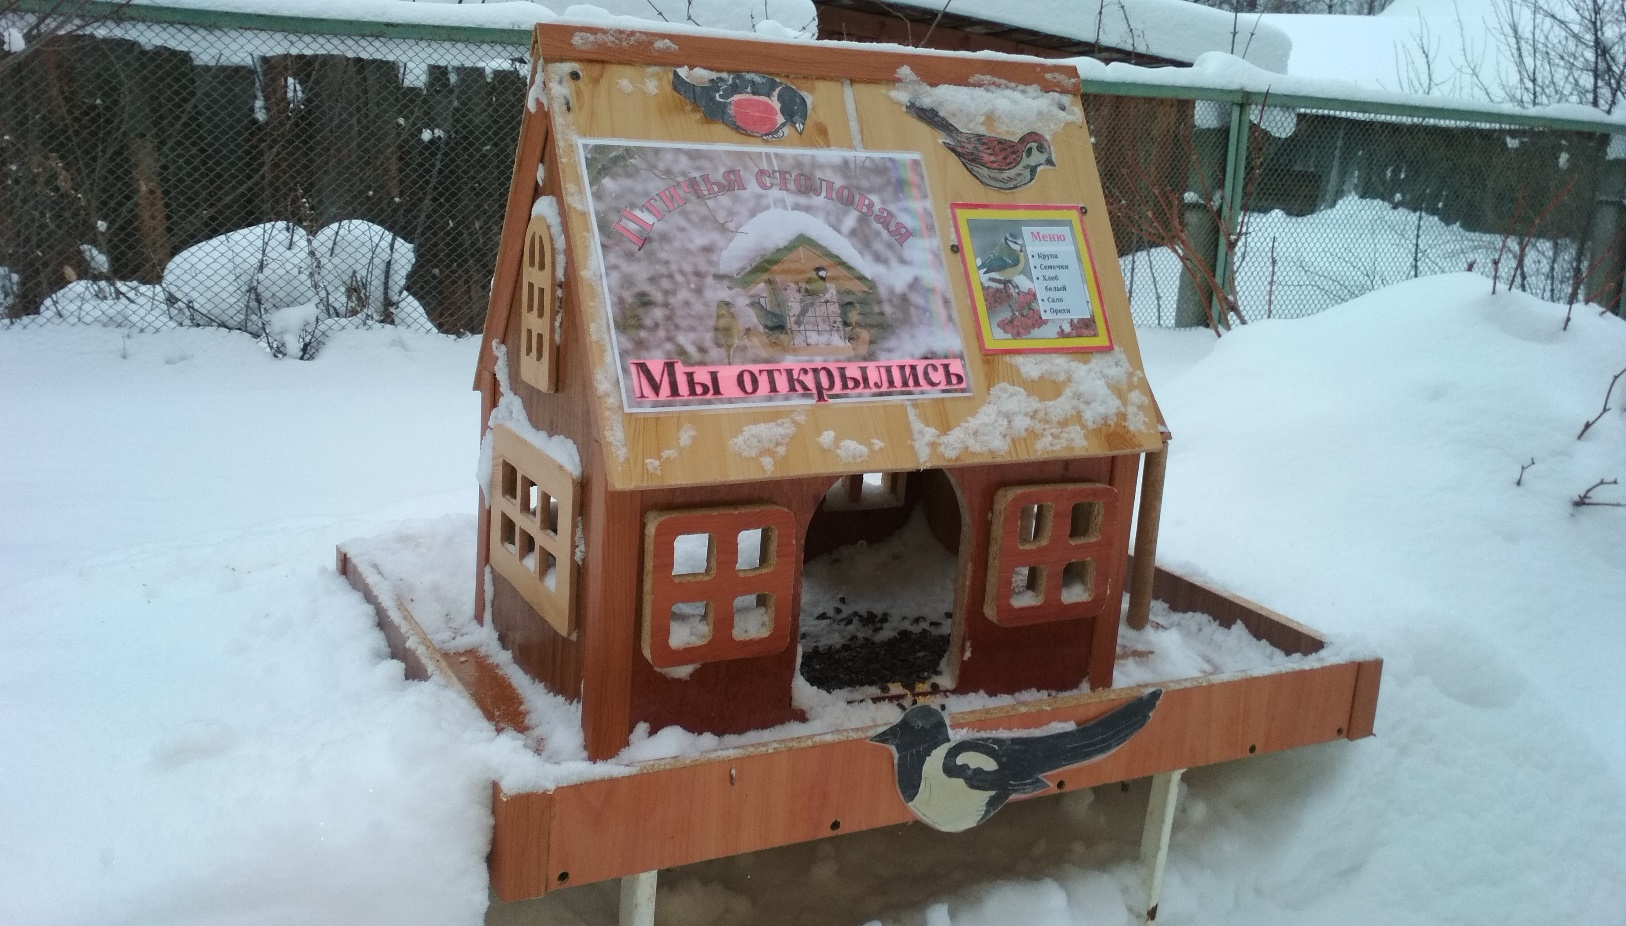 Птичья столовая
Мы открылись
Меню
• Крупа
• Семечки
• Хлеб
белый
• Сало
• Орехи